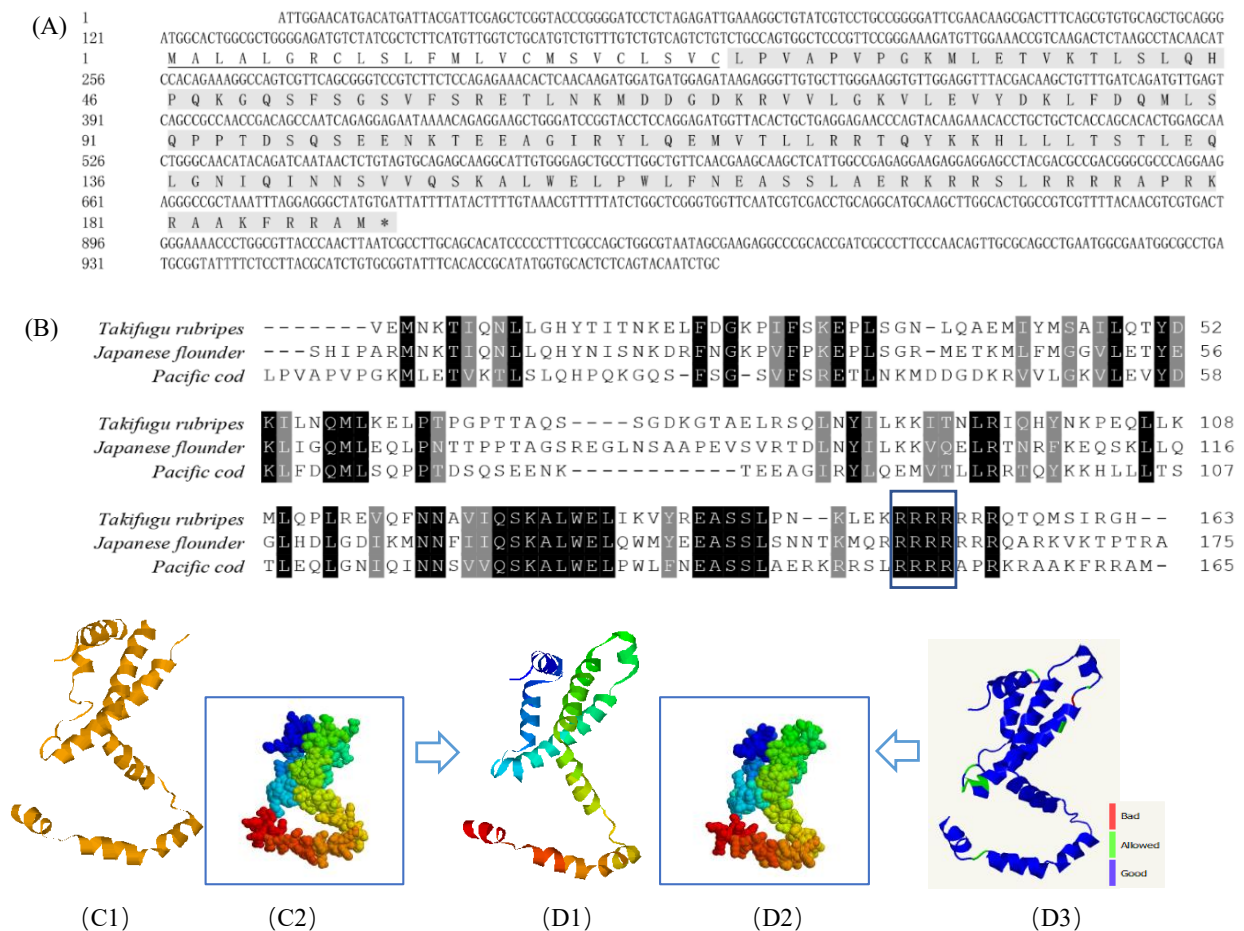 (A)
1 ATTGGAACATGACATGATTACGATTCGAGCTCGGTACCCGGGGATCCTCTAGAGATTGAAAGGCTGTATCGTCCTGCCGGGGATTCGAACAAGCGACTTTCAGCGTGTGCAGCTGCAGGG
121 ATGGCACTGGCGCTGGGGAGATGTCTATCGCTCTTCATGTTGGTCTGCATGTCTGTTTGTCTGTCAGTCTGTCTGCCAGTGGCTCCCGTTCCGGGAAAGATGTTGGAAACCGTCAAGACTCTAAGCCTACAACAT
1 M A L A L G R C L S L F M L V C M S V C L S V C L P V A P V P G K M L E T V K T L S L Q H
256 CCACAGAAAGGCCAGTCGTTCAGCGGGTCCGTCTTCTCCAGAGAAACACTCAACAAGATGGATGATGGAGATAAGAGGGTTGTGCTTGGGAAGGTGTTGGAGGTTTACGACAAGCTGTTTGATCAGATGTTGAGT
46 P Q K G Q S F S G S V F S R E T L N K M D D G D K R V V L G K V L E V Y D K L F D Q M L S
391 CAGCCGCCAACCGACAGCCAATCAGAGGAGAATAAAACAGAGGAAGCTGGGATCCGGTACCTCCAGGAGATGGTTACACTGCTGAGGAGAACCCAGTACAAGAAACACCTGCTGCTCACCAGCACACTGGAGCAA
91 Q P P T D S Q S E E N K T E E A G I R Y L Q E M V T L L R R T Q Y K K H L L L T S T L E Q
526 CTGGGCAACATACAGATCAATAACTCTGTAGTGCAGAGCAAGGCATTGTGGGAGCTGCCTTGGCTGTTCAACGAAGCAAGCTCATTGGCCGAGAGGAAGAGGAGGAGCCTACGACGCCGACGGGCGCCCAGGAAG
136 L G N I Q I N N S V V Q S K A L W E L P W L F N E A S S L A E R K R R S L R R R R A P R K
661 AGGGCCGCTAAATTTAGGAGGGCTATGTGATTATTTTATACTTTTGTAAACGTTTTTATCTGGCTCGGGTGGTTCAATCGTCGACCTGCAGGCATGCAAGCTTGGCACTGGCCGTCGTTTTACAACGTCGTGACT
181 R A A K F R R A M *
896 GGGAAAACCCTGGCGTTACCCAACTTAATCGCCTTGCAGCACATCCCCCTTTCGCCAGCTGGCGTAATAGCGAAGAGGCCCGCACCGATCGCCCTTCCCAACAGTTGCGCAGCCTGAATGGCGAATGGCGCCTGA
931 TGCGGTATTTTCTCCTTACGCATCTGTGCGGTATTTCACACCGCATATGGTGCACTCTCAGTACAATCTGC
(B)
Takifugu rubripes -------VEMNKTIQNLLGHYTITNKELFDGKPIFSKEPLSGN-LQAEMIYMSAILQTYD 52
Japanese flounder ---SHIPARMNKTIQNLLQHYNISNKDRFNGKPVFPKEPLSGR-METKMLFMGGVLETYE 56
Pacific cod LPVAPVPGKMLETVKTLSLQHPQKGQS-FSG-SVFSRETLNKMDDGDKRVVLGKVLEVYD 58
Takifugu rubripes KILNQMLKELPTPGPTTAQS----SGDKGTAELRSQLNYILKKITNLRIQHYNKPEQLLK 108
Japanese flounder KLIGQMLEQLPNTTPPTAGSREGLNSAAPEVSVRTDLNYILKKVQELRTNRFKEQSKLLQ 116
Pacific cod KLFDQMLSQPPTDSQSEENK-----------TEEAGIRYLQEMVTLLRRTQYKKHLLLTS 107
Takifugu rubripes MLQPLREVQFNNAVIQSKALWELIKVYREASSLPN--KLEKRRRRRRRQTQMSIRGH-- 163
Japanese flounder GLHDLGDIKMNNFIIQSKALWELQWMYEEASSLSNNTKMQRRRRRRRRQARKVKTPTRA 175
Pacific cod TLEQLGNIQINNSVVQSKALWELPWLFNEASSLAERKRRSLRRRRAPRKRAAKFRRAM- 165
Bad
Allowed
Good
(C1) (C2) (D1) (D2) (D3)